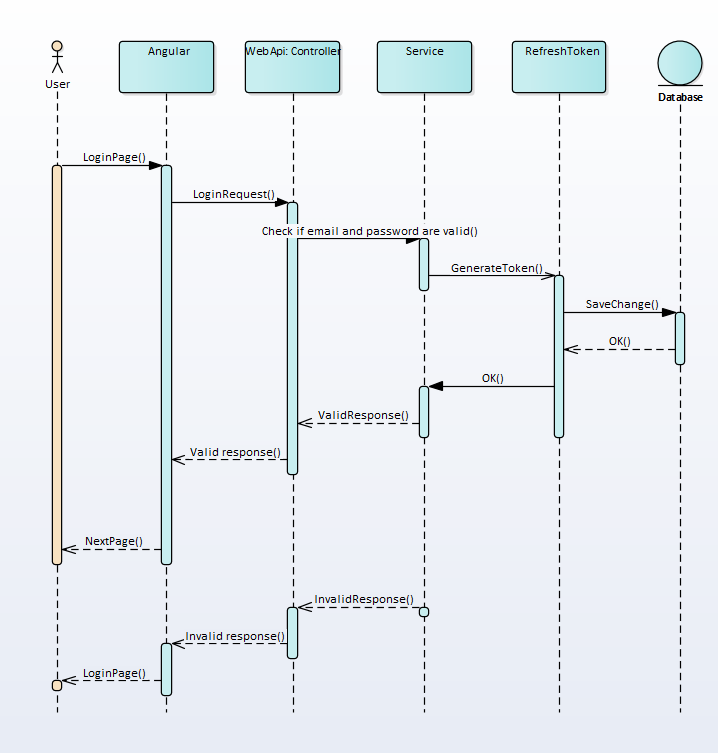 Angular
WebApi: Controller
Service
RefreshToken
User
Database
LoginPage()
LoginRequest()
Check if email and password are valid()
GenerateToken()
SaveChange()
OK()
OK()
ValidResponse()
Valid response()
NextPage()
InvalidResponse()
Invalid response()
LoginPage()